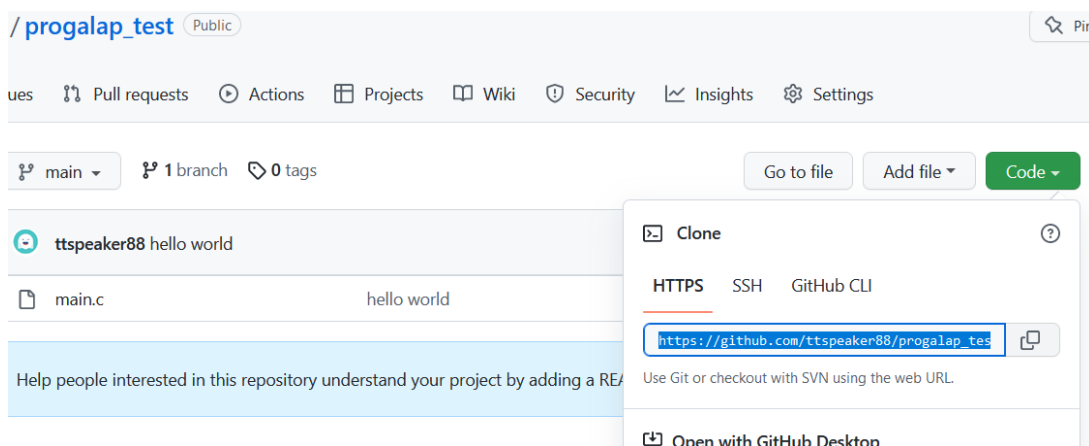 / progalap_test Public
Pin
ues Pull requests Actions Projects Wiki Security Insights Settings
main 1 branch 0 tags Go to file Add file Code
ttspeaker88 hello world
main.c hello world
Help people interested in this repository understand your project by adding a REA
Clone
HTTPS SSH GitHub CLI
https://github.com/ttspeaker88/progalap_tes
Use Git or checkout with SVN using the web URL.
Open with GitHub Desktop